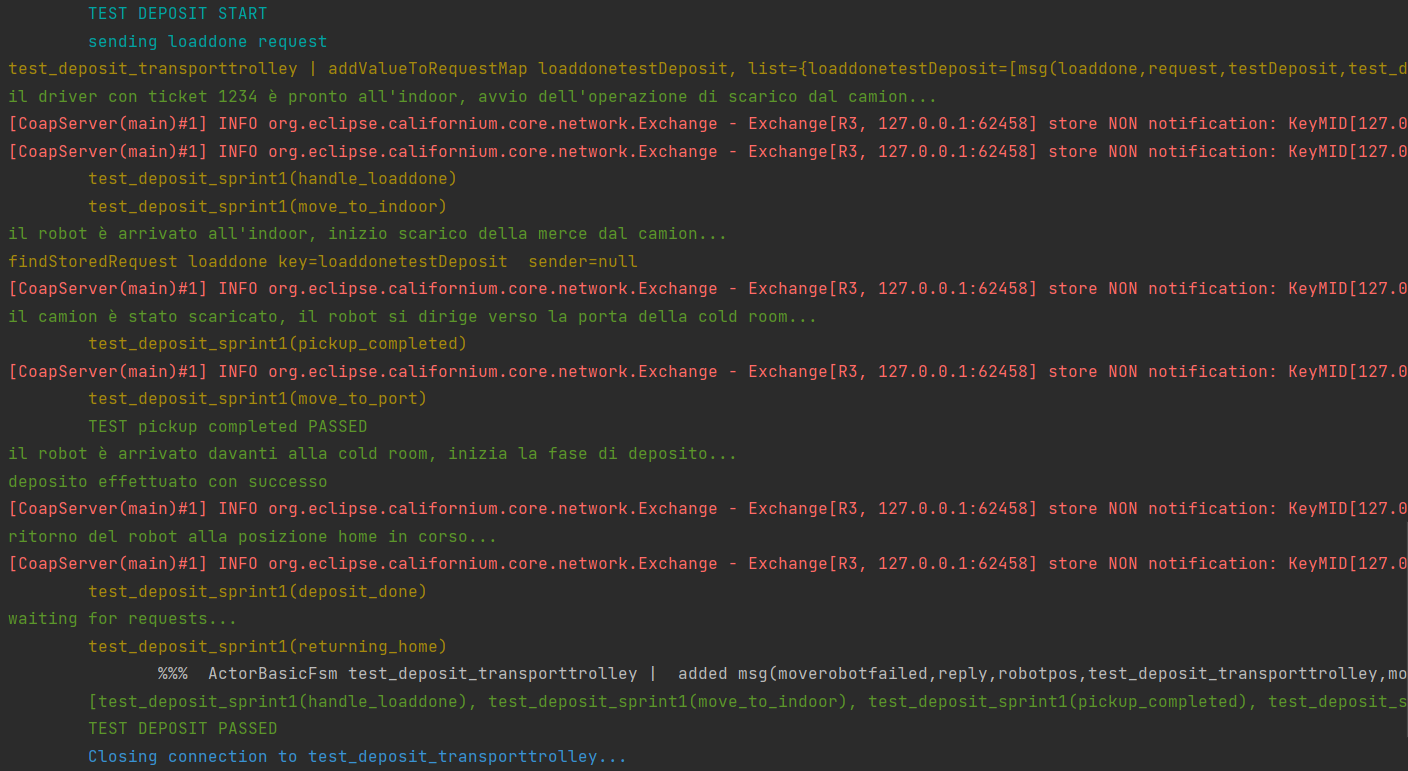 TEST DEPOSIT START
sending loaddone request
test_deposit_transporttrolley | addValueToRequestMap loaddonetestDeposit, list={loaddonetestDeposit=[msg(loaddone,request,testDeposit,test_d
il driver con ticket 1234 è pronto all'indoor, avvio dell'operazione di scarico dal camion...
[CoapServer(main)#1] INFO org.eclipse.californium.core.network.Exchange - Exchange[R3, 127.0.0.1:62458] store NON notification: KeyMID[127.0
[CoapServer(main)#1] INFO org.eclipse.californium.core.network.Exchange - Exchange[R3, 127.0.0.1:62458] store NON notification: KeyMID[127.0
test_deposit_sprint1(handle_loaddone)
test_deposit_sprint1(move_to_indoor)
il robot è arrivato all'indoor, inizio scarico della merce dal camion...
findStoredRequest loaddone key=loaddonetestDeposit  sender=null
[CoapServer(main)#1] INFO org.eclipse.californium.core.network.Exchange - Exchange[R3, 127.0.0.1:62458] store NON notification: KeyMID[127.0
il camion è stato scaricato, il robot si dirige verso la porta della cold room...
test_deposit_sprint1(pickup_completed)
[CoapServer(main)#1] INFO org.eclipse.californium.core.network.Exchange - Exchange[R3, 127.0.0.1:62458] store NON notification: KeyMID[127.0
test_deposit_sprint1(move_to_port)
TEST pickup completed PASSED
il robot è arrivato davanti alla cold room, inizia la fase di deposito...
deposito effettuato con successo
[CoapServer(main)#1] INFO org.eclipse.californium.core.network.Exchange - Exchange[R3, 127.0.0.1:62458] store NON notification: KeyMID[127.0
ritorno del robot alla posizione home in corso...
[CoapServer(main)#1] INFO org.eclipse.californium.core.network.Exchange - Exchange[R3, 127.0.0.1:62458] store NON notification: KeyMID[127.0
test_deposit_sprint1(deposit_done)
waiting for requests...
test_deposit_sprint1(returning_home)
%%%  ActorBasicFsm test_deposit_transporttrolley |  added msg(moverobotfailed,reply,robotpos,test_deposit_transporttrolley,mo
[test_deposit_sprint1(handle_loaddone), test_deposit_sprint1(move_to_indoor), test_deposit_sprint1(pickup_completed), test_deposit_s
TEST DEPOSIT PASSED
Closing connection to test_deposit_transporttrolley...